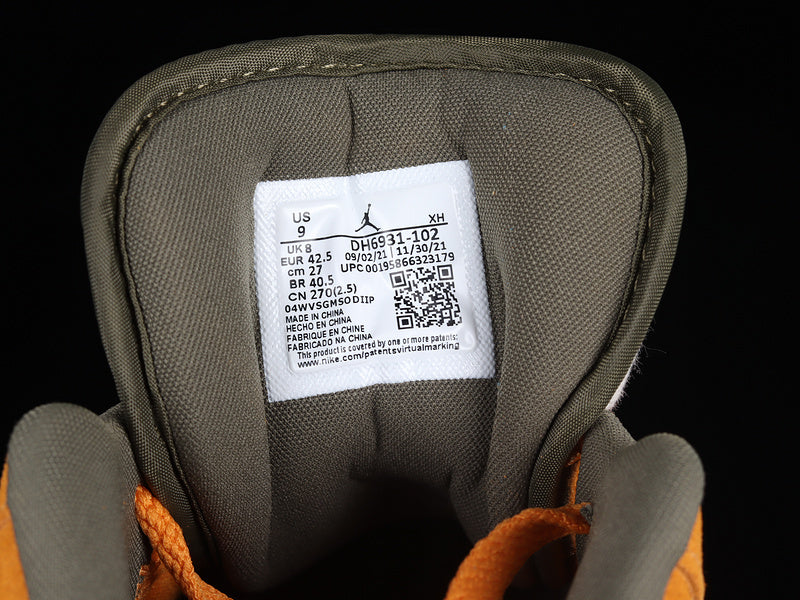 US XH
9
UK 8 DH6931-102
EUR 42.5 09/02/21 11/30/21
cm 27 UPC 00195866323179
BR 40.5
CN 270(2.5)
04WVSGMSODIIP
MADE IN CHINA
HECHO EN CHINA
FABRIQUE EN CHINE
FABRICADO NA CHINA
This product is covered by one or more patents:
www.nike.com/patentsvirtualmarking